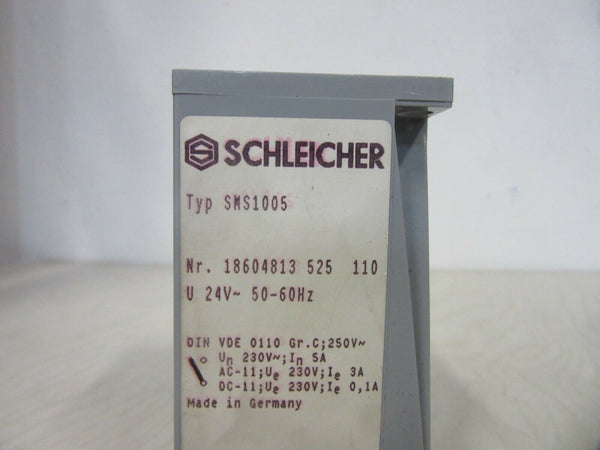 SCHLEICHER
Typ SMS1005
Nr. 18604813 525 110
U 24V~ 50-60Hz
DIN VDE 0110 Gr.C;250V~
Un 230V~;In 5A
AC-11;Ue 230V;Ie 3A
DC-11;Ue 230V;Ie 0,1A
Made in Germany